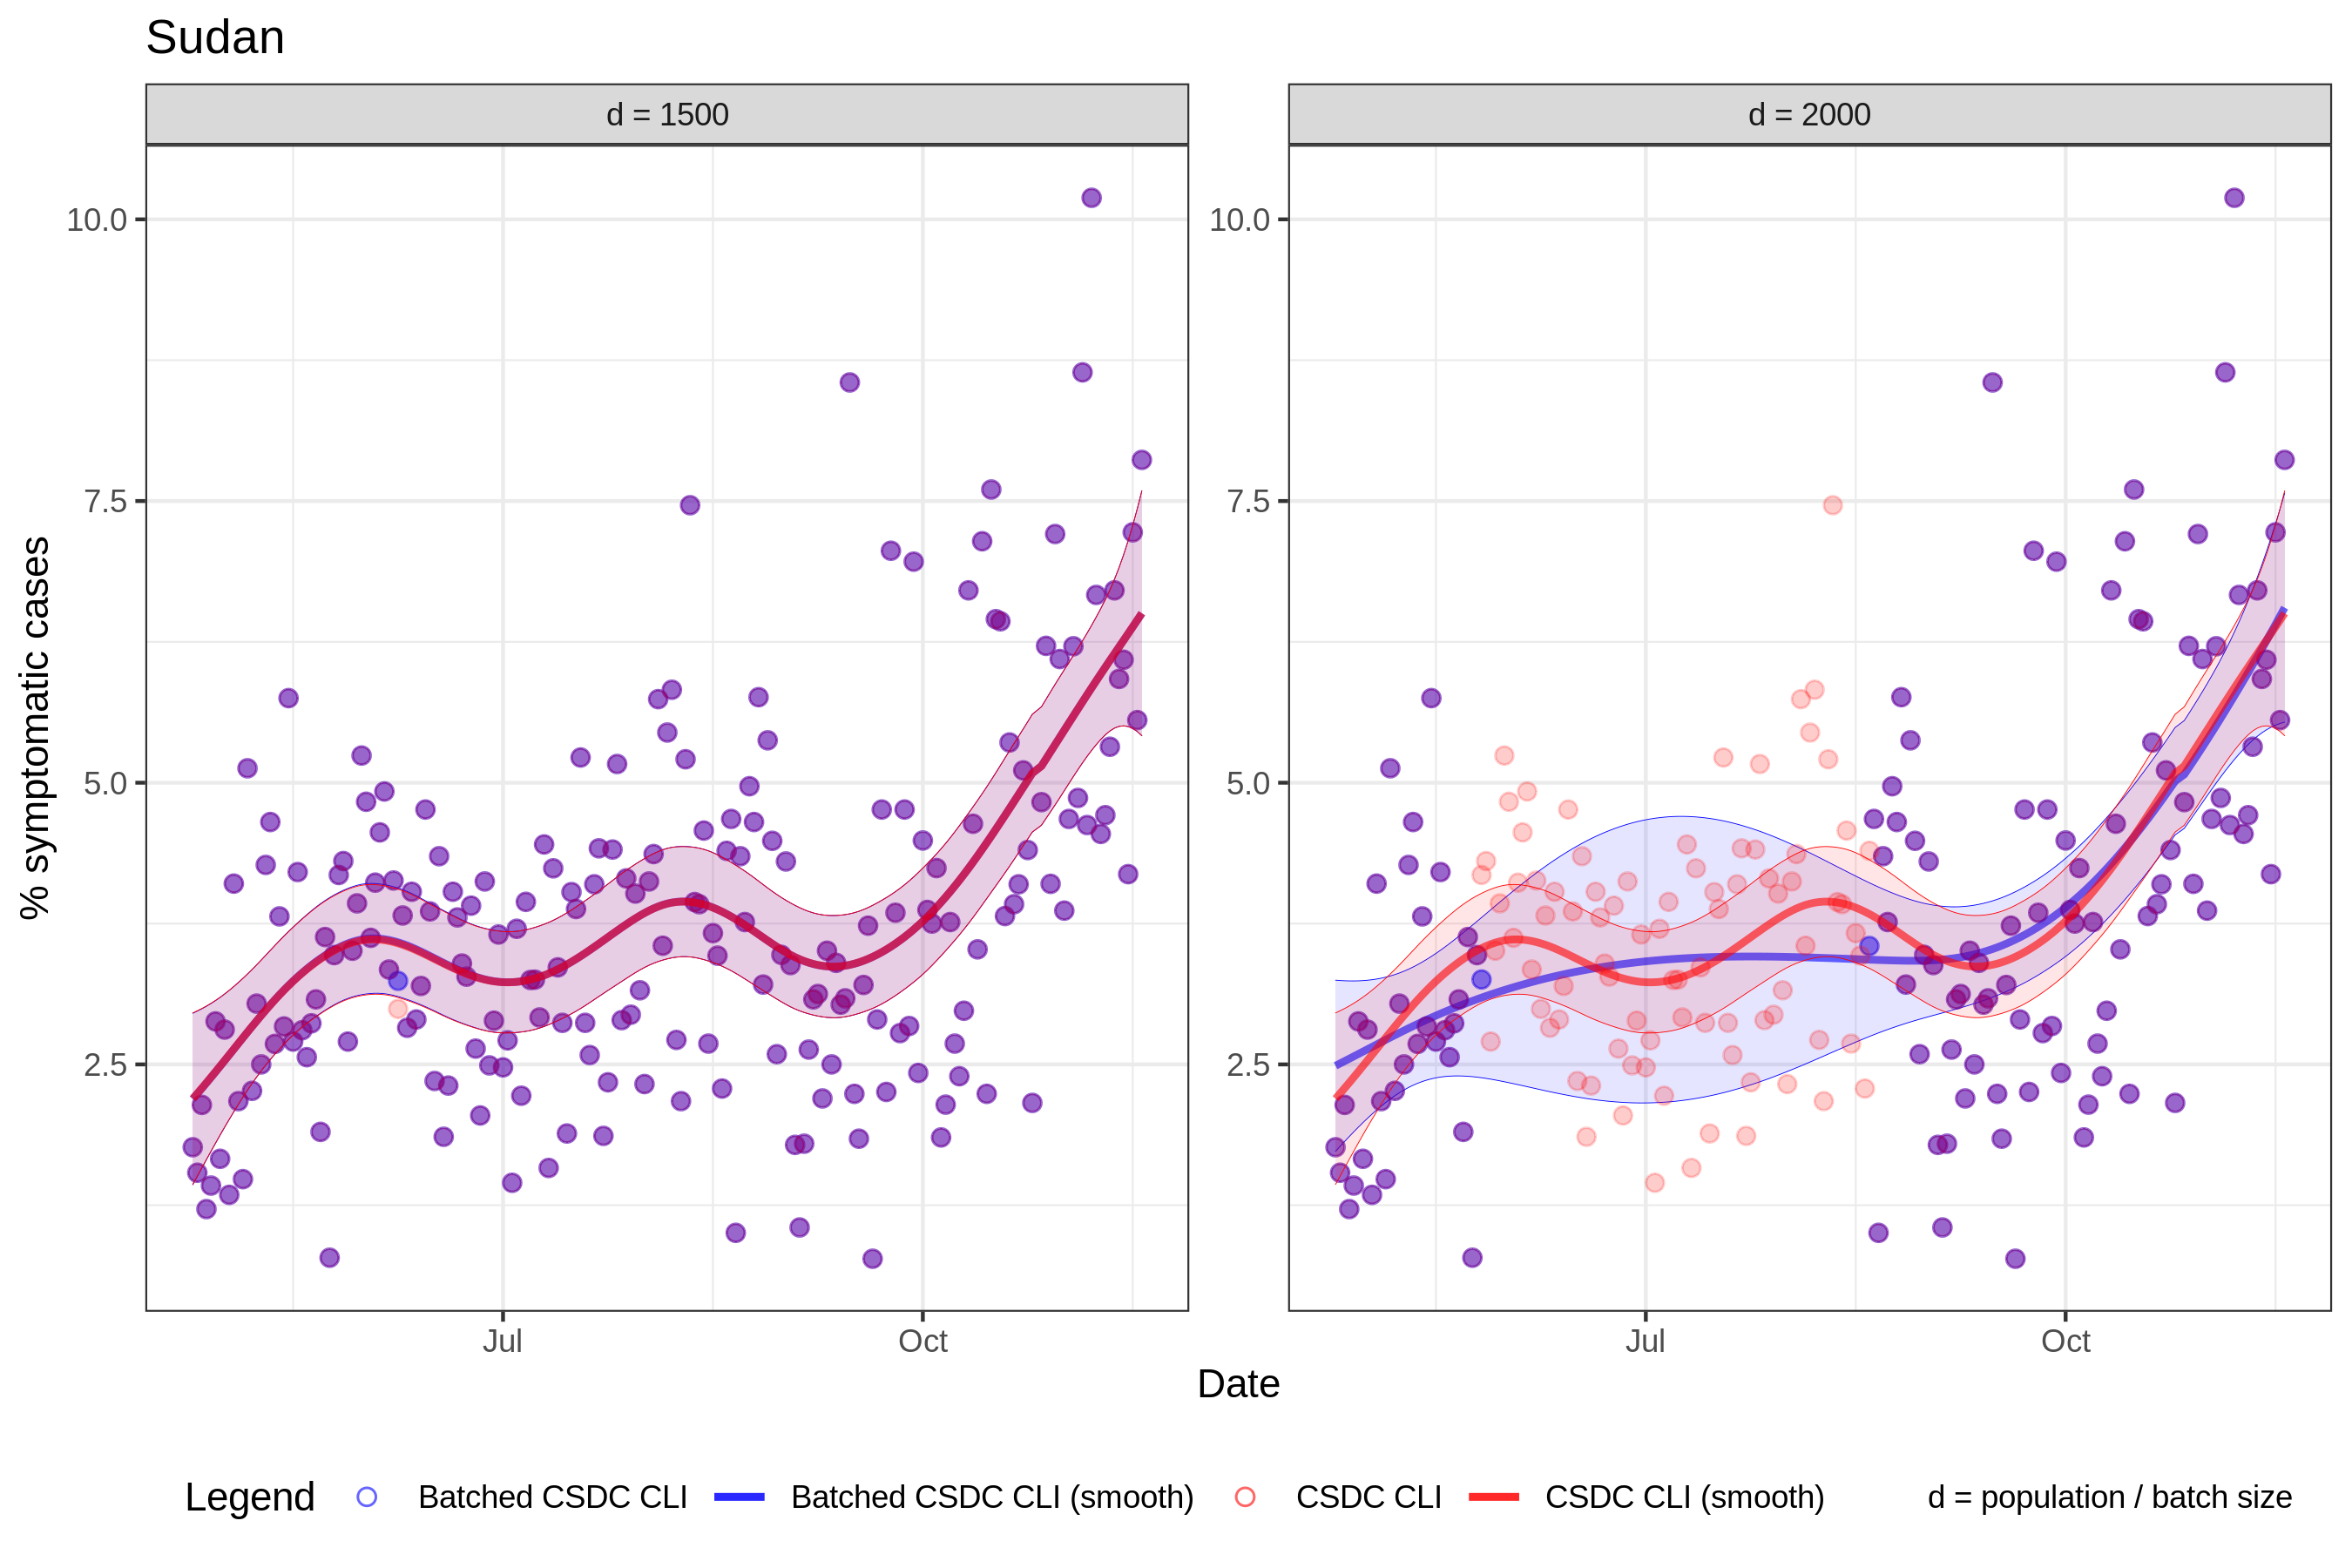 Sudan
d = 1500
d = 2000
% symptomatic cases
10.0
7.5
5.0
2.5
10.0
7.5
5.0
2.5
Jul
Oct
Jul
Oct
Date
Legend
Batched CSDC CLI
Batched CSDC CLI (smooth)
CSDC CLI
CSDC CLI (smooth)
d = population / batch size